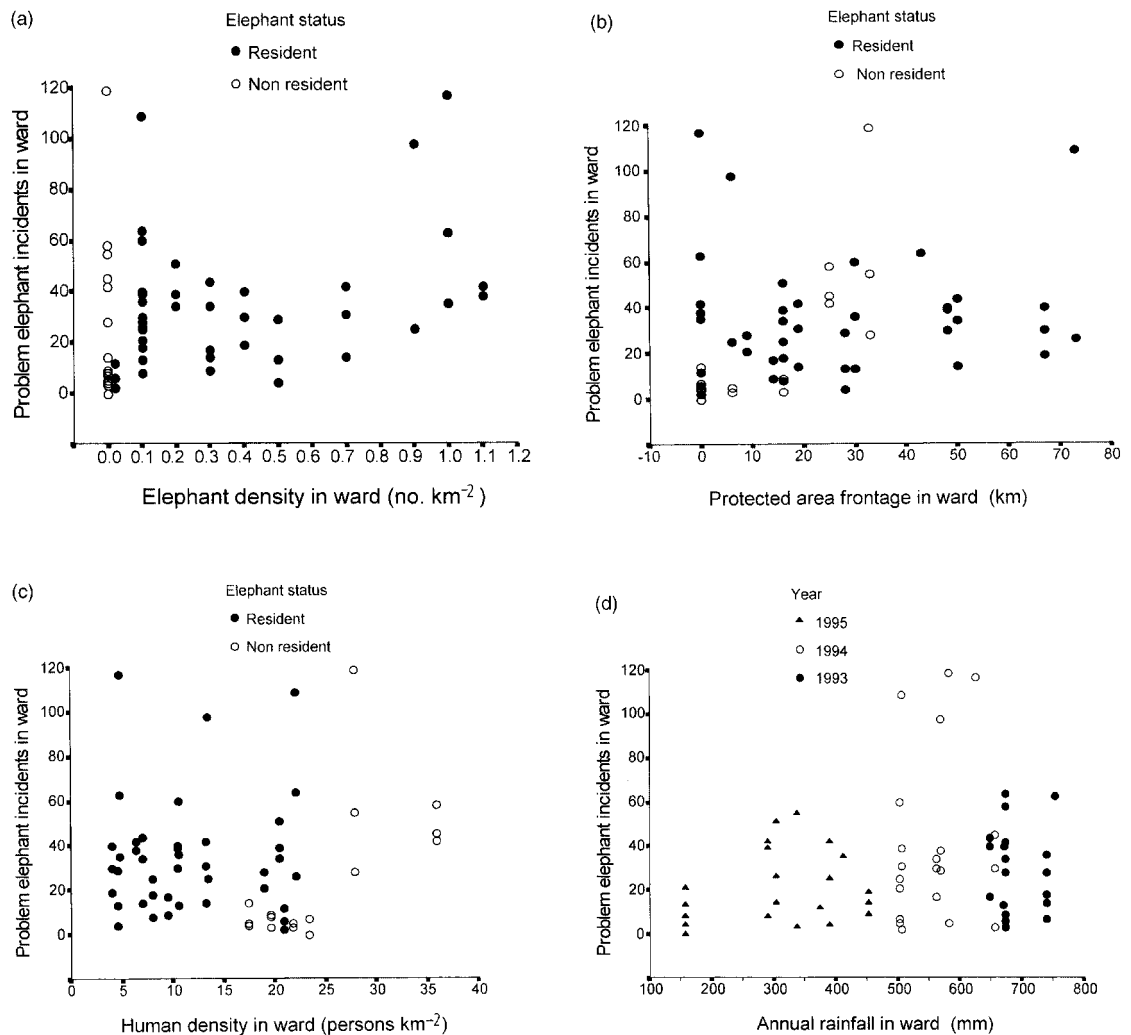 (a)
Elephant status
Resident
Non resident
120
100
80
60
40
20
0
0.0 0.1 0.2 0.3 0.4 0.5 0.6 0.7 0.8 0.9 1.0 1.1 1.2
Problem elephant incidents in ward
Elephant density in ward (no. km⁻²)
(b)
Elephant status
Resident
Non resident
120
100
80
60
40
20
0
-10 0 10 20 30 40 50 60 70 80
Problem elephant incidents in ward
Protected area frontage in ward (km)
(c)
Elephant status
Resident
Non resident
120
100
80
60
40
20
0
0 5 10 15 20 25 30 35 40
Problem elephant incidents in ward
Human density in ward (persons km⁻²)
(d)
Year
1995
1994
1993
120
100
80
60
40
20
0
100 200 300 400 500 600 700 800
Problem elephant incidents in ward
Annual rainfall in ward (mm)